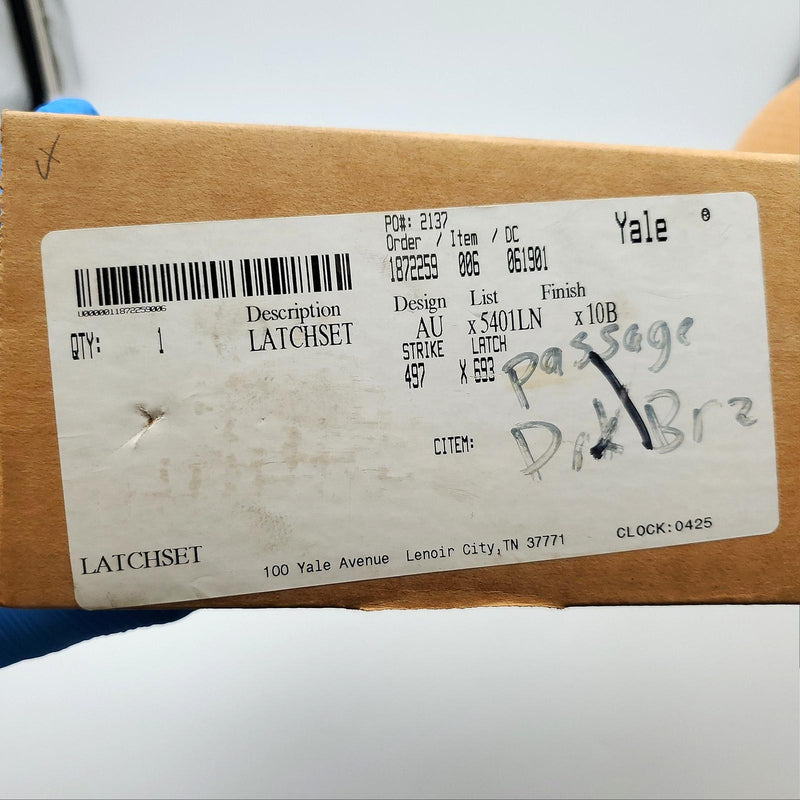 PO#: 2137
Order / Item / DC
1872259 006 061901
Yale ®
U0000011872259006
Description
LATCHSET
QTY: 1
Design List Finish
AU x 5401LN x 10B
STRIKE LATCH
497 X 693
Passage
Drk Brz
CITEM:
LATCHSET
100 Yale Avenue Lenoir City, TN 37771
CLOCK:0425